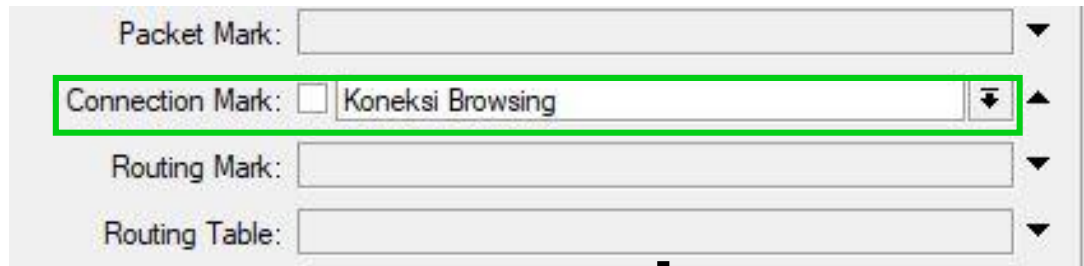 Packet Mark:
Connection Mark: Koneksi Browsing
Routing Mark:
Routing Table: